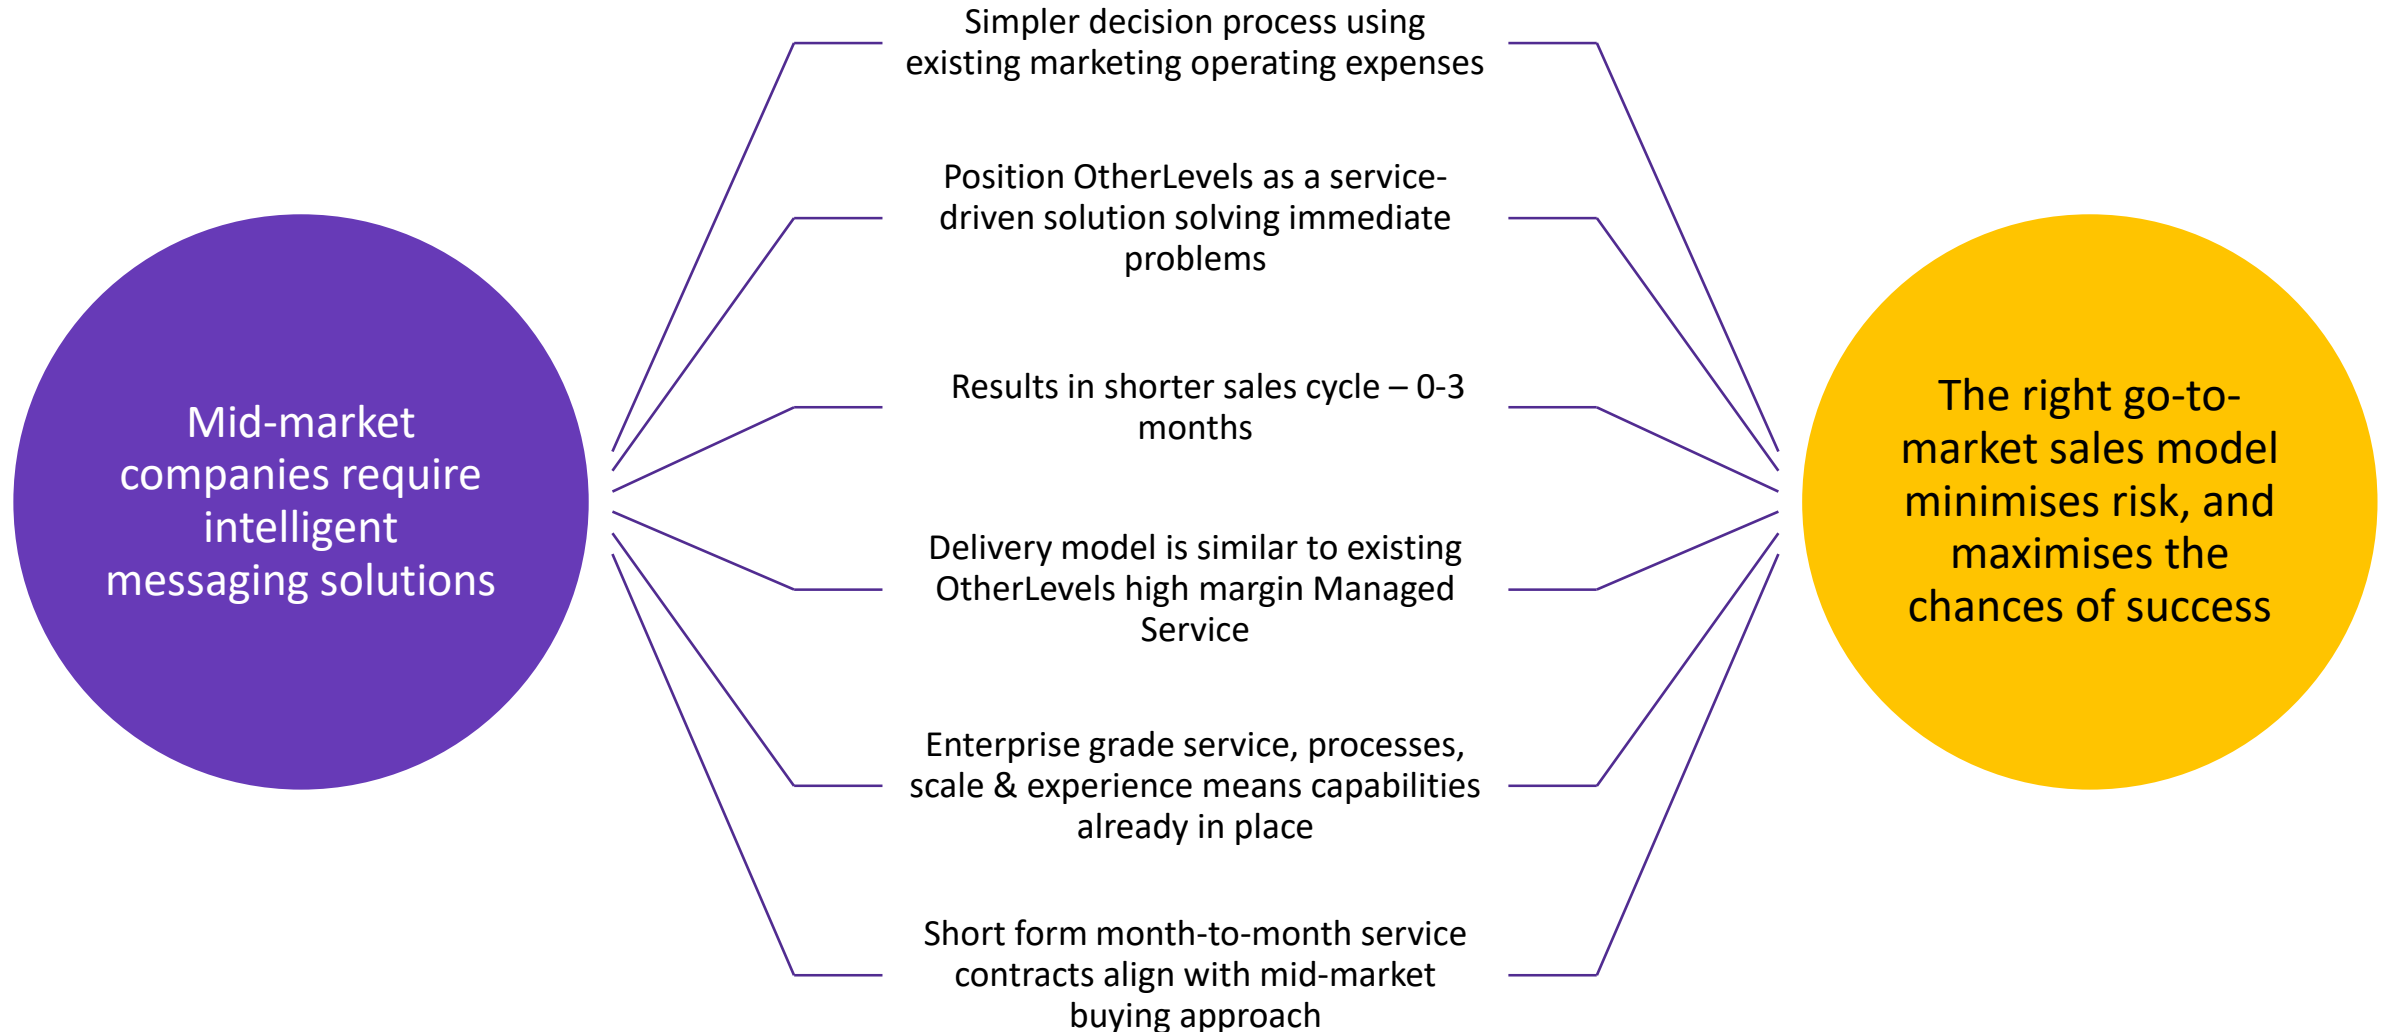 Mid-market
companies require
intelligent
messaging solutions
Simpler decision process using
existing marketing operating expenses
Position OtherLevels as a service-
driven solution solving immediate
problems
Results in shorter sales cycle – 0-3
months
Delivery model is similar to existing
OtherLevels high margin Managed
Service
Enterprise grade service, processes,
scale & experience means capabilities
already in place
Short form month-to-month service
contracts align with mid-market
buying approach
The right go-to-
market sales model
minimises risk, and
maximises the
chances of success